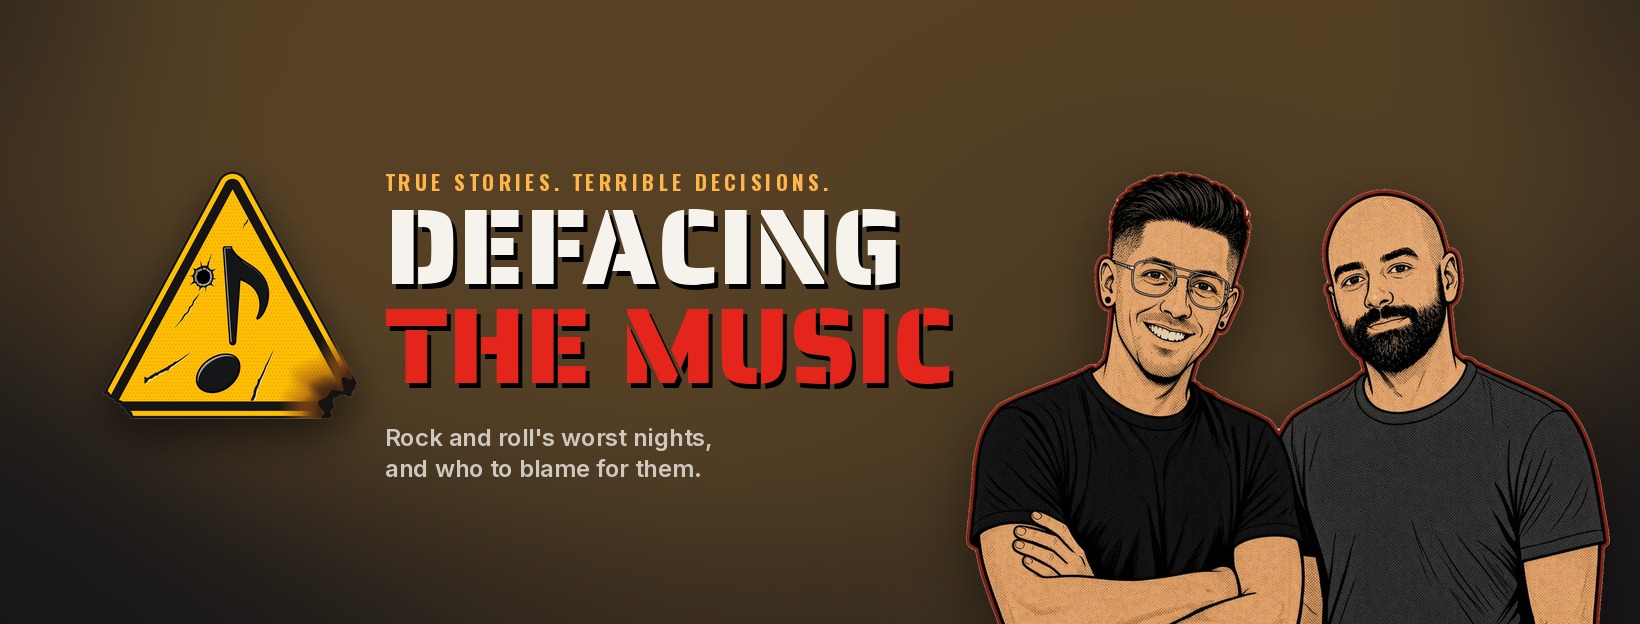 TRUE STORIES. TERRIBLE DECISIONS.
DEFACING
THE MUSIC
Rock and roll's worst nights,
and who to blame for them.